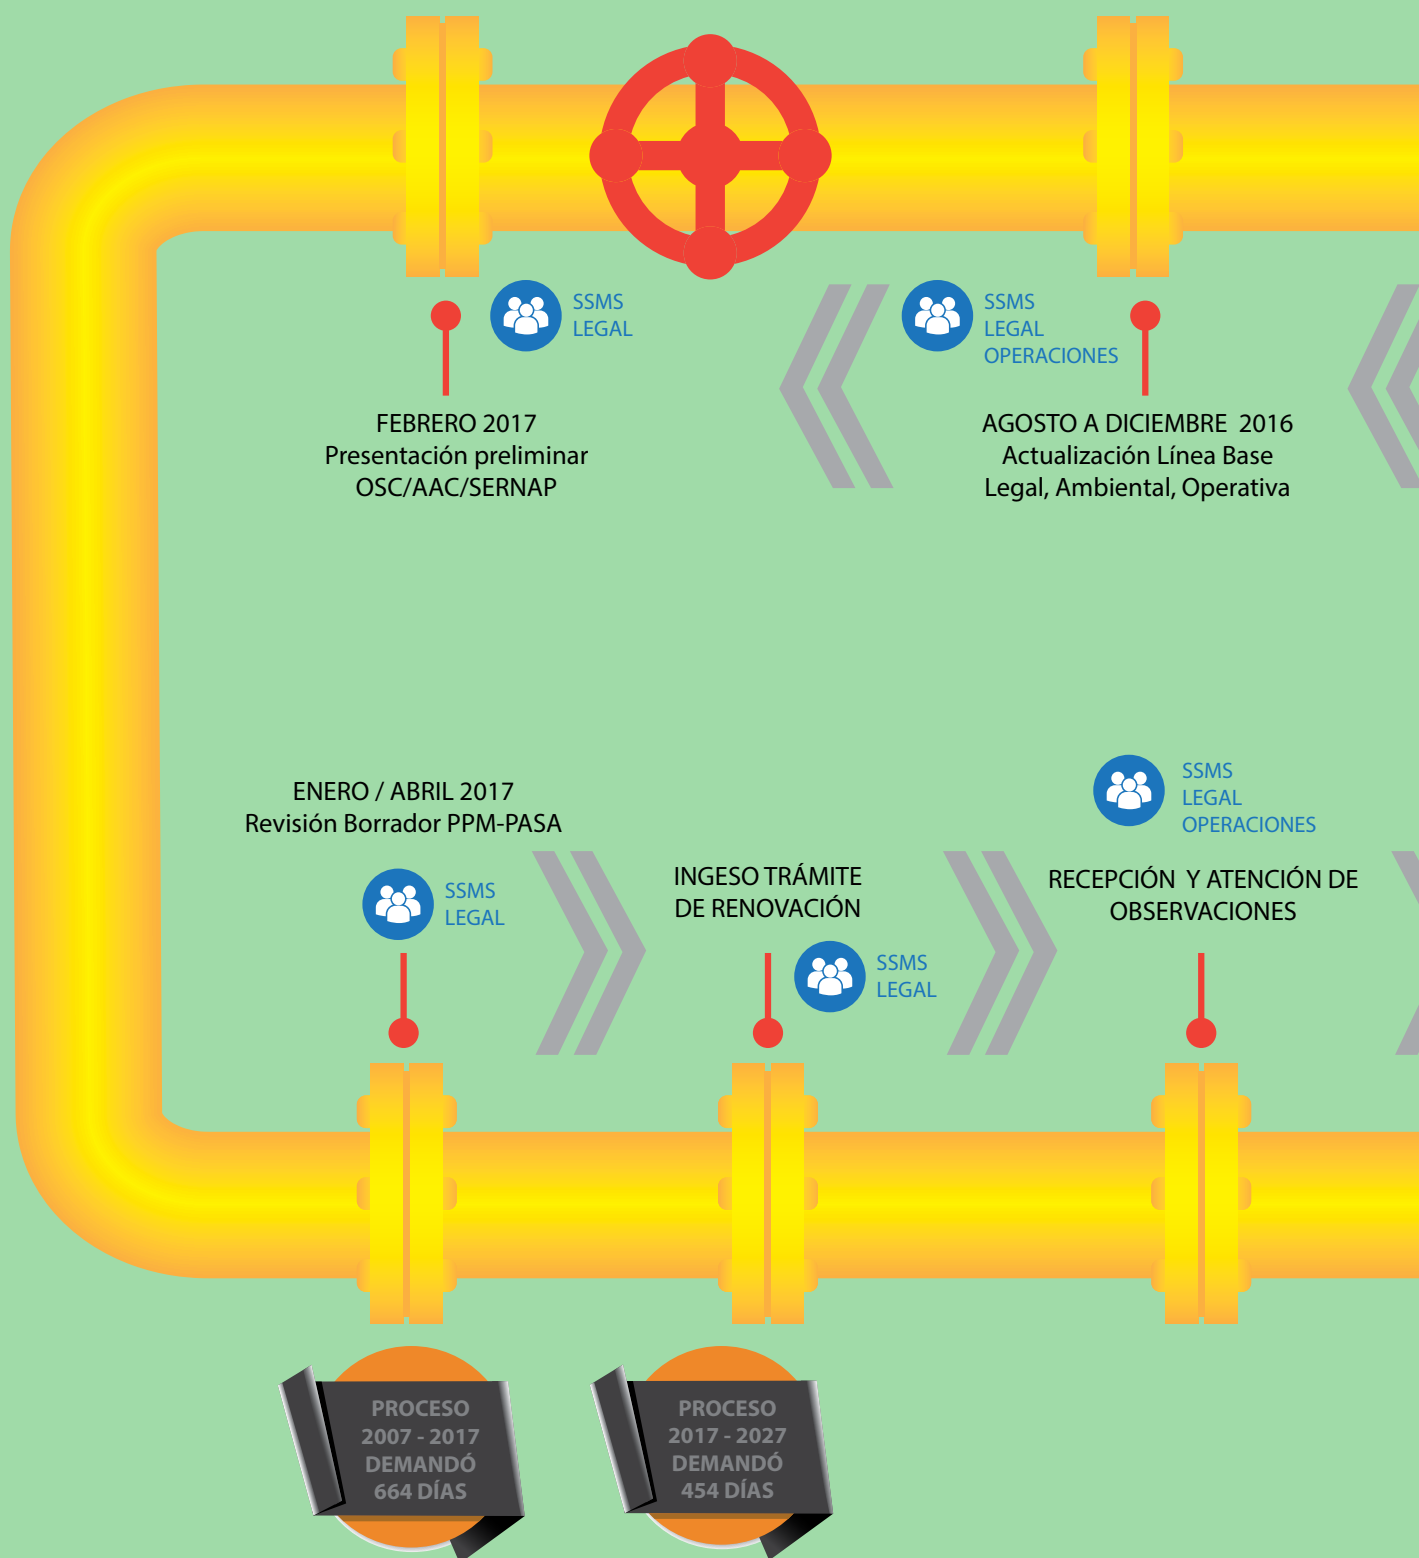 SSMS
LEGAL
FEBRERO 2017
Presentación preliminar
OSC/AAC/SERNAP
SSMS
LEGAL
OPERACIONES
AGOSTO A DICIEMBRE  2016
Actualización Línea Base
Legal, Ambiental, Operativa
ENERO / ABRIL 2017
Revisión Borrador PPM-PASA
SSMS
LEGAL
INGESO TRÁMITE
DE RENOVACIÓN
SSMS
LEGAL
SSMS
LEGAL
OPERACIONES
RECEPCIÓN  Y ATENCIÓN DE
OBSERVACIONES
PROCESO
2007 - 2017
DEMANDÓ
664 DÍAS
PROCESO
2017 - 2027
DEMANDÓ
454 DÍAS